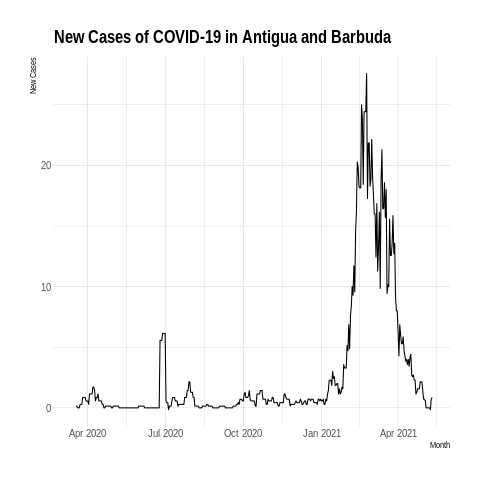 New Cases of COVID-19 in Antigua and Barbuda
New Cases
20
10
0
Apr 2020 Jul 2020 Oct 2020 Jan 2021 Apr 2021
Month